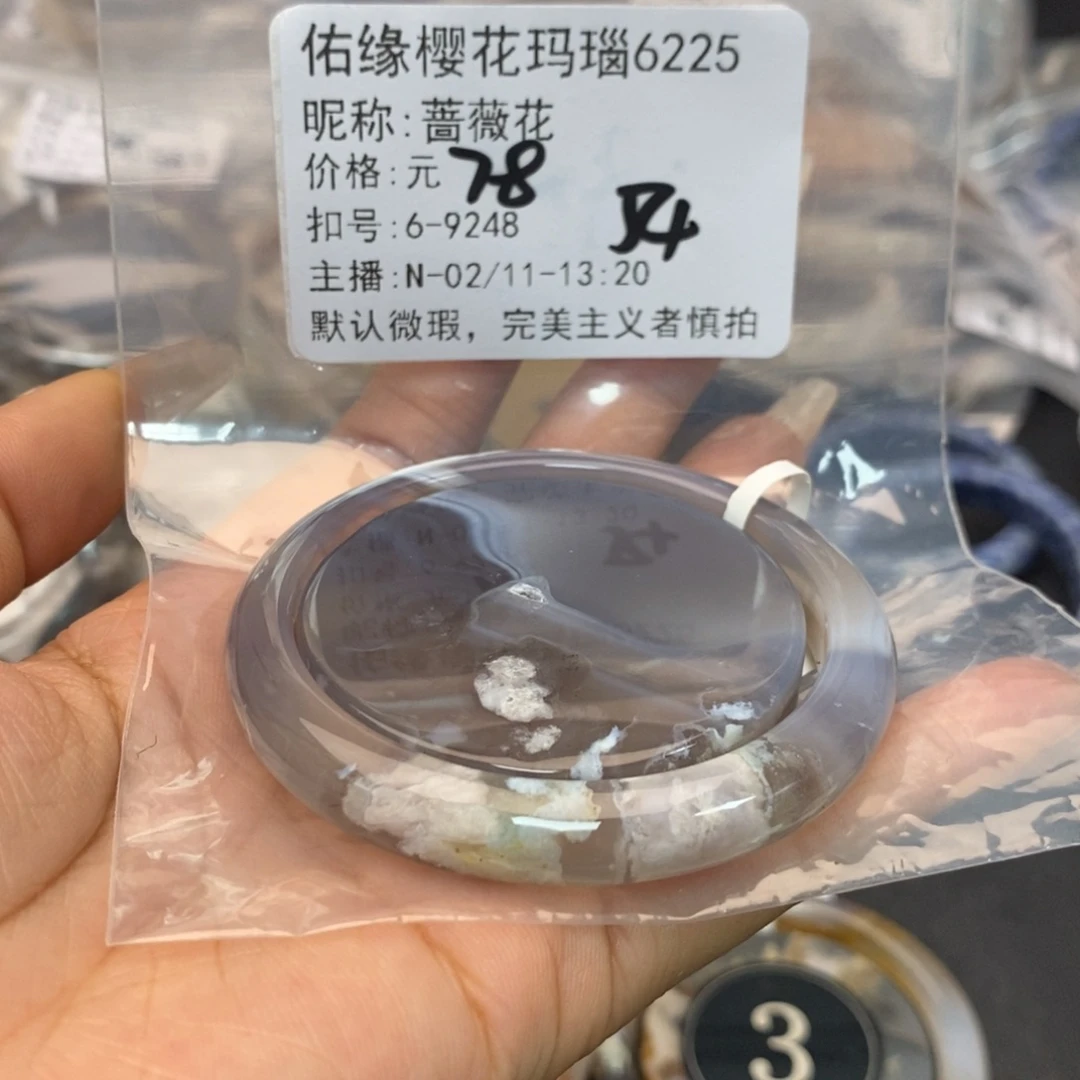 佑缘樱花玛瑙6225
昵称:蔷薇花
价格:元 78
54
扣号:6-9248
主播:N-02/11-13:20
默认微瑕，完美主义者慎拍
3